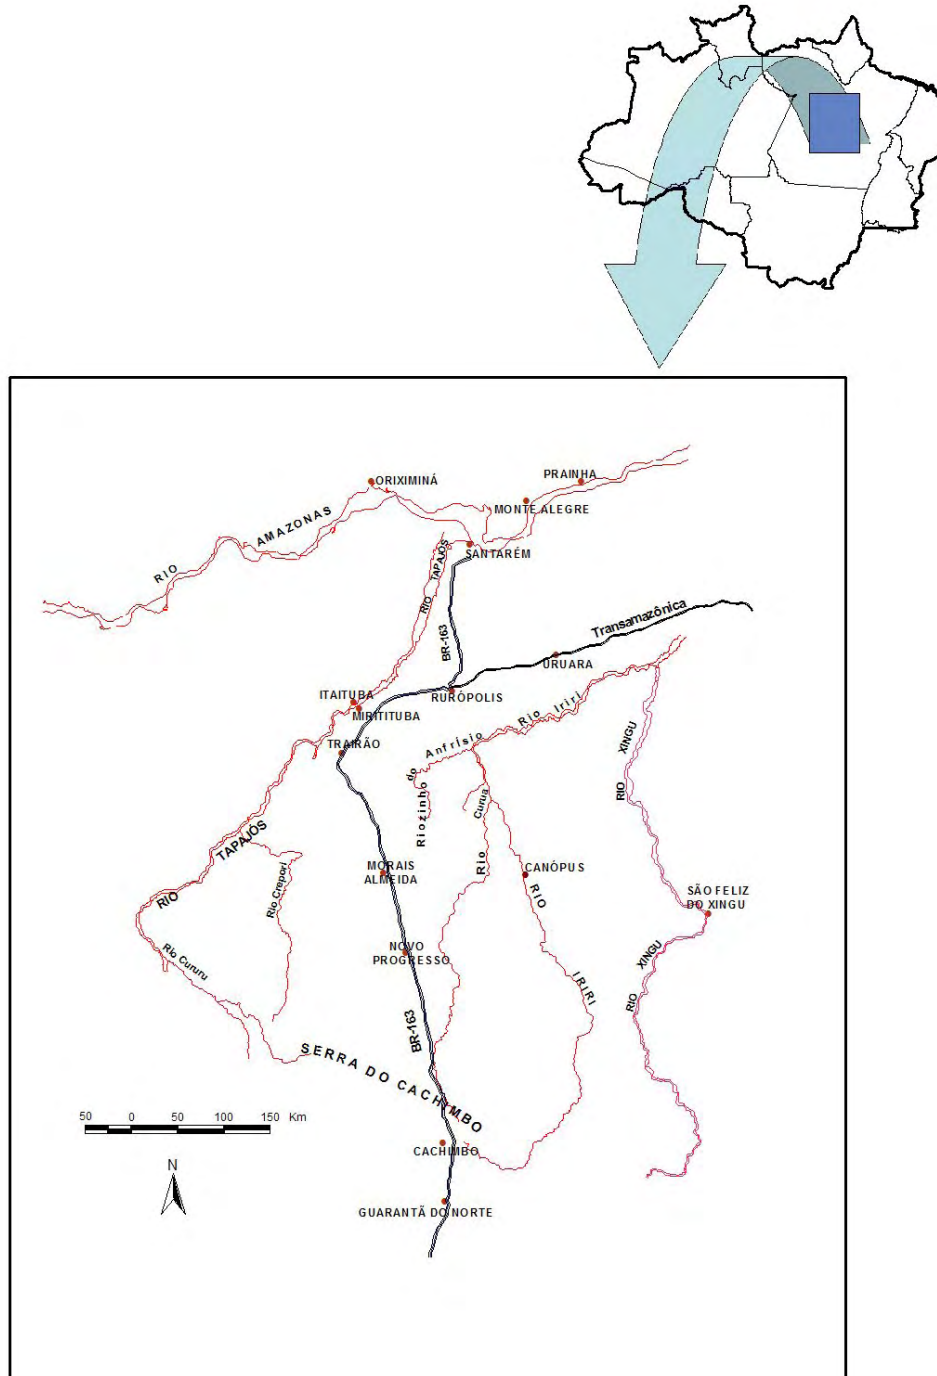 ORIXIMINÁ
PRAINHA
MONTE ALEGRE
RIO AMAZONAS
SANTARÉM
RIO TAPAJÓS
BR-163
Transamazônica
URUARA
RURÓPOLIS
ITAITUBA
MIRITITUBA
TRAIRÃO
Rio Iriri
Riozinho do Anfrísio
RIO XINGU
Rio Curua
RIO TAPAJÓS
Rio Crepori
MORAIS
ALMEIDA
CANÓPUS
SÃO FELIZ
DO XINGU
RIO IRIRI
Rio Cururu
NOVO
PROGRESSO
RIO XINGU
BR-163
SERRA DO CACHIMBO
50 0 50 100 150 Km
CACHIMBO
N
GUARANTÃ DO NORTE